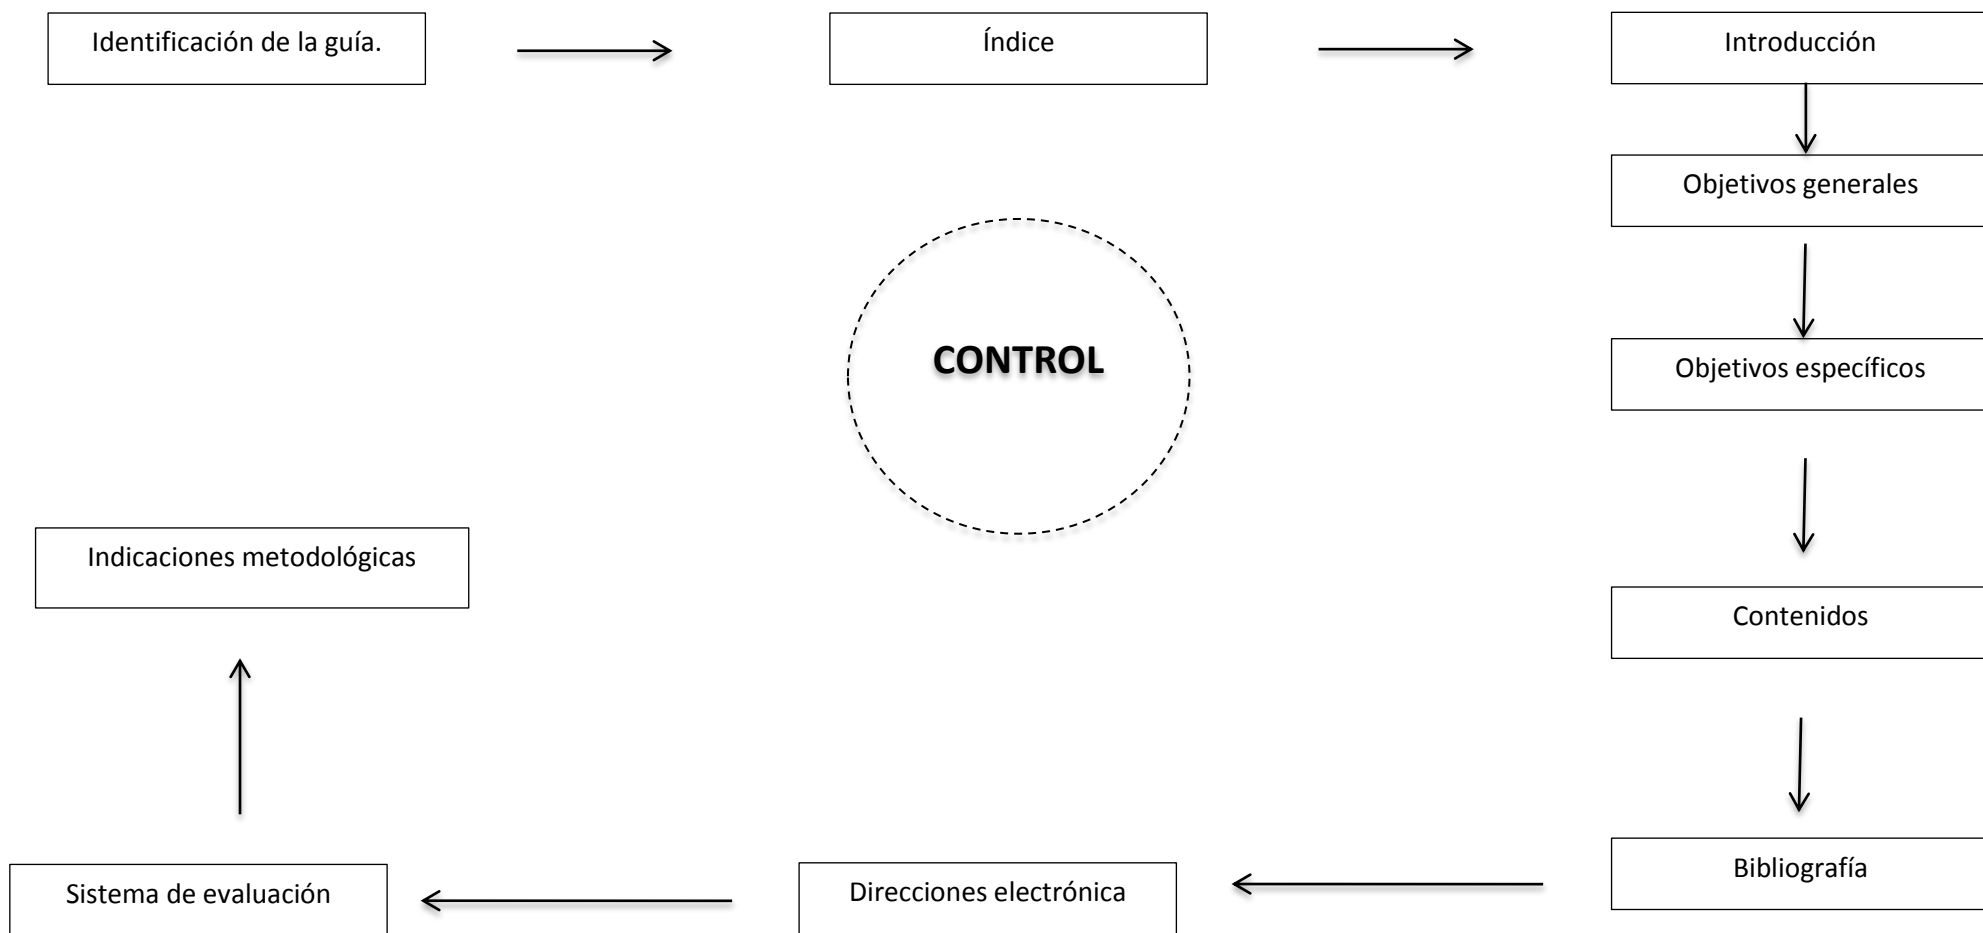 Identificación de la guía.
Índice
Introducción
Objetivos generales
CONTROL
Objetivos específicos
Indicaciones metodológicas
Contenidos
Bibliografía
Direcciones electrónica
Sistema de evaluación